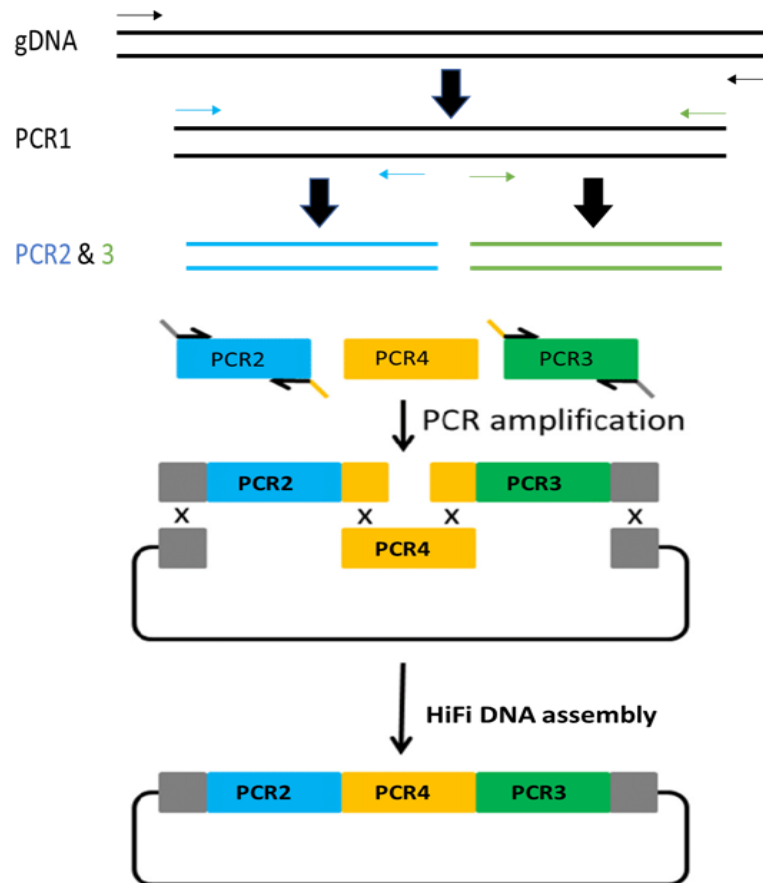 gDNA
PCR1
PCR2 & 3
PCR2 PCR4 PCR3
PCR amplification
PCR2 PCR3
x x x x
PCR4
HiFi DNA assembly
PCR2 PCR4 PCR3